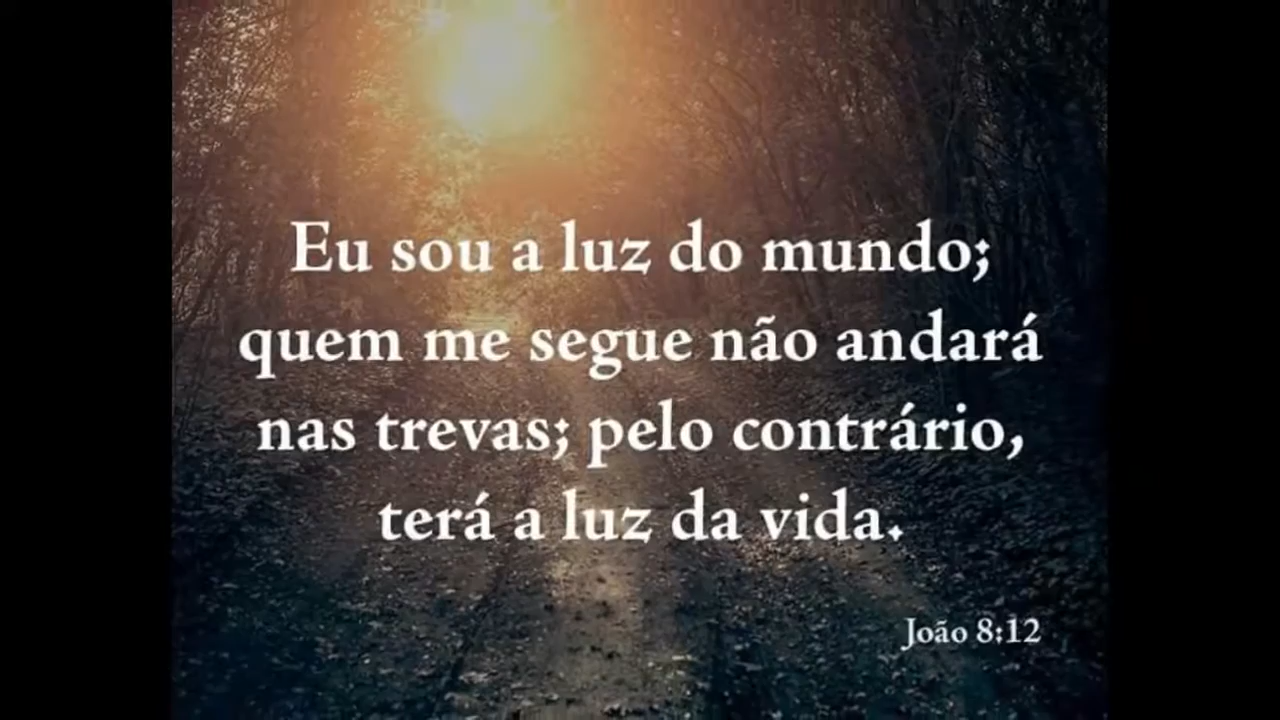 Eu sou a luz do mundo;
quem me segue não andará
nas trevas; pelo contrário,
terá a luz da vida.
João 8:12